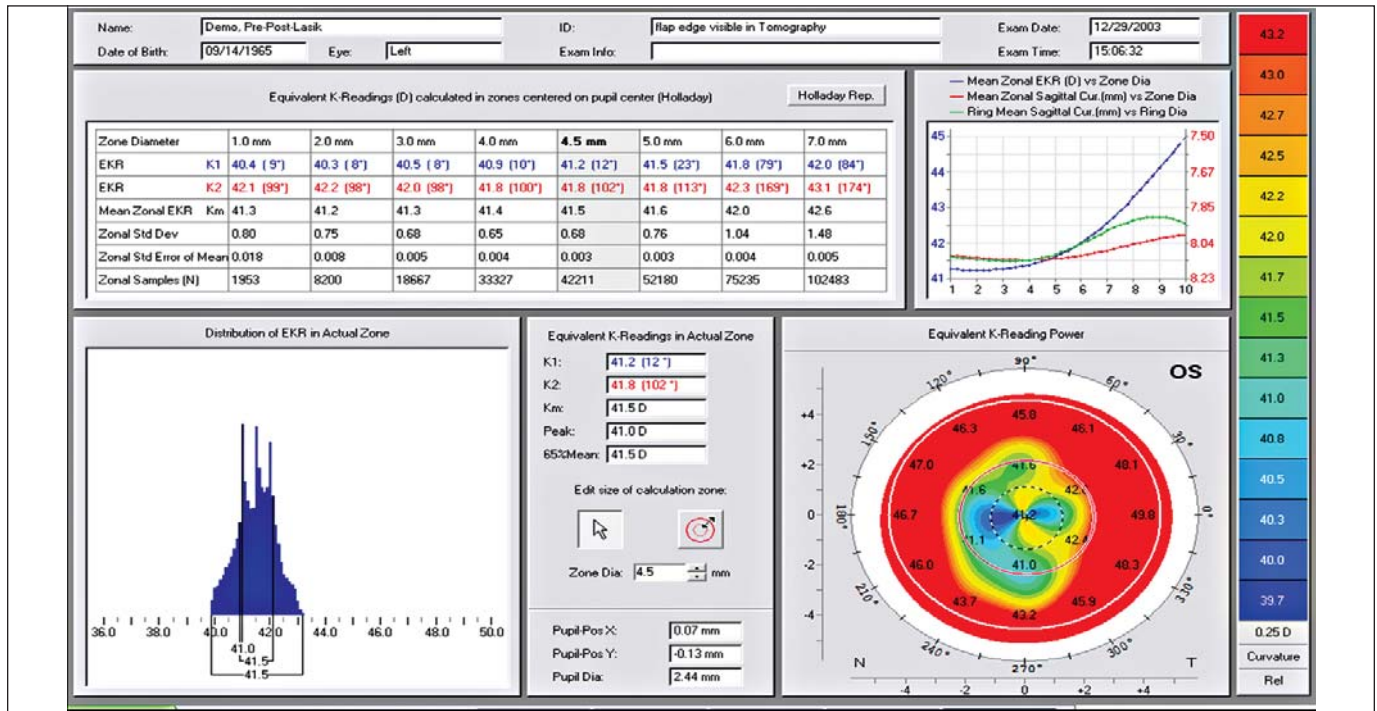 Name: Demo, Pre-Post-Lasik ID: flap edge visible in Tomography Exam Date: 12/29/2003
Date of Birth: 09/14/1965 Eye: Left Exam Info: Exam Time: 15:06:32
Equivalent K-Readings (D) calculated in zones centered on pupil center (Holladay) Holladay Rep.
Zone Diameter 1.0 mm 2.0 mm 3.0 mm 4.0 mm 4.5 mm 5.0 mm 6.0 mm 7.0 mm
EKR K1 40.4 ( 9°) 40.3 ( 8°) 40.5 ( 8°) 40.9 (10°) 41.2 (12°) 41.5 (23°) 41.8 (79°) 42.0 (84°)
EKR K2 42.1 (99°) 42.2 (98°) 42.0 (98°) 41.8 (100°) 41.8 (102°) 41.8 (113°) 42.3 (169°) 43.1 (174°)
Mean Zonal EKR Km 41.3 41.2 41.3 41.4 41.5 41.6 42.0 42.6
Zonal Std Dev 0.80 0.75 0.68 0.65 0.68 0.76 1.04 1.48
Zonal Std Error of Mean 0.018 0.008 0.005 0.004 0.003 0.003 0.004 0.005
Zonal Samples (N) 1953 8200 18667 33327 42211 52180 75235 102483
Mean Zonal EKR (D) vs Zone Dia
Mean Zonal Sagittal Cur.(mm) vs Zone Dia
Ring Mean Sagittal Cur.(mm) vs Ring Dia
45 7.50
44 7.67
43 7.85
42 8.04
41 8.23
1 2 3 4 5 6 7 8 9 10
Distribution of EKR in Actual Zone
36.0 38.0 40.0 42.0 44.0 46.0 48.0 50.0
41.0
41.5
41.5
Equivalent K-Readings in Actual Zone
K1: 41.2 (12 °)
K2: 41.8 (102 °)
Km: 41.5 D
Peak: 41.0 D
65%Mean: 41.5 D
Edit size of calculation zone:
Zone Dia: 4.5 mm
Pupil-Pos X: 0.07 mm
Pupil-Pos Y: -0.13 mm
Pupil Dia: 2.44 mm
Equivalent K-Reading Power
OS
90°
120° 60°
+4 45.8
150° 46.3 46.1 30°
+2 47.0 41.6 48.1
41.6
0 180° 46.7 41.2 49.8 0°
41.1
-2 46.0 41.0 48.3
210° 43.7 45.9 330°
-4 43.2
240° 300°
N 270° T
-4 -2 0 +2 +4
43.2
43.0
42.7
42.5
42.2
42.0
41.7
41.5
41.3
41.0
40.8
40.5
40.3
40.0
39.7
0.25 D
Curvature
Rel